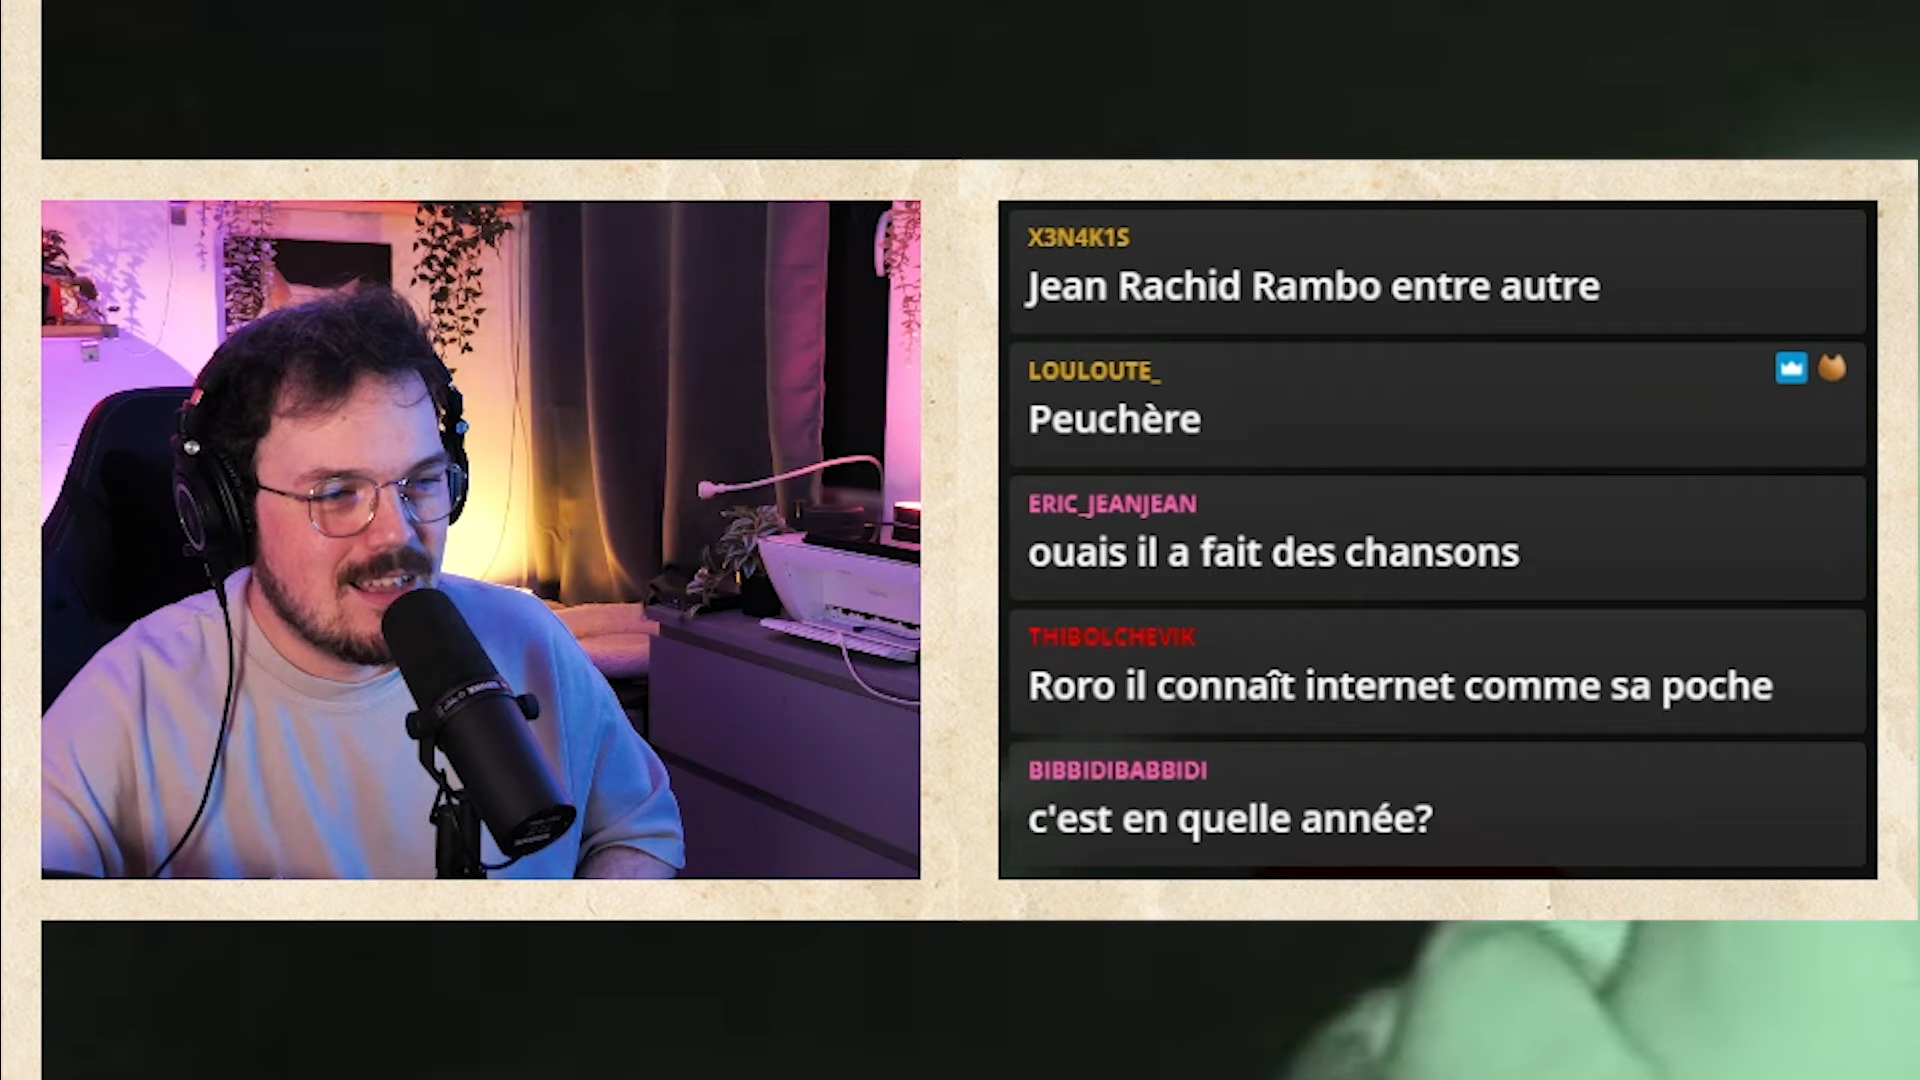 X3N4K1S
Jean Rachid Rambo entre autre
LOULOUTE_
Peuchère
ERIC_JEANJEAN
ouais il a fait des chansons
THIBOLCHEVIK
Roro il connaît internet comme sa poche
BIBBIDIBABBIDI
c'est en quelle année?